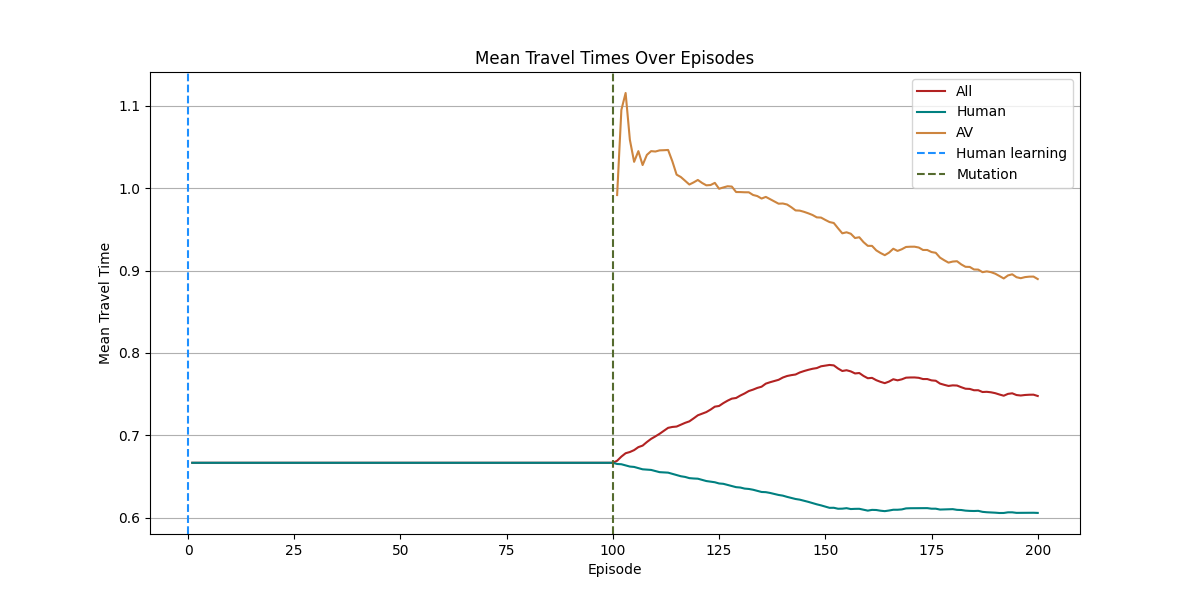 Mean Travel Times Over Episodes
Mean Travel Time
1.1
1.0
0.9
0.8
0.7
0.6
0
25
50
75
100
125
150
175
200
Episode
All
Human
AV
Human learning
Mutation